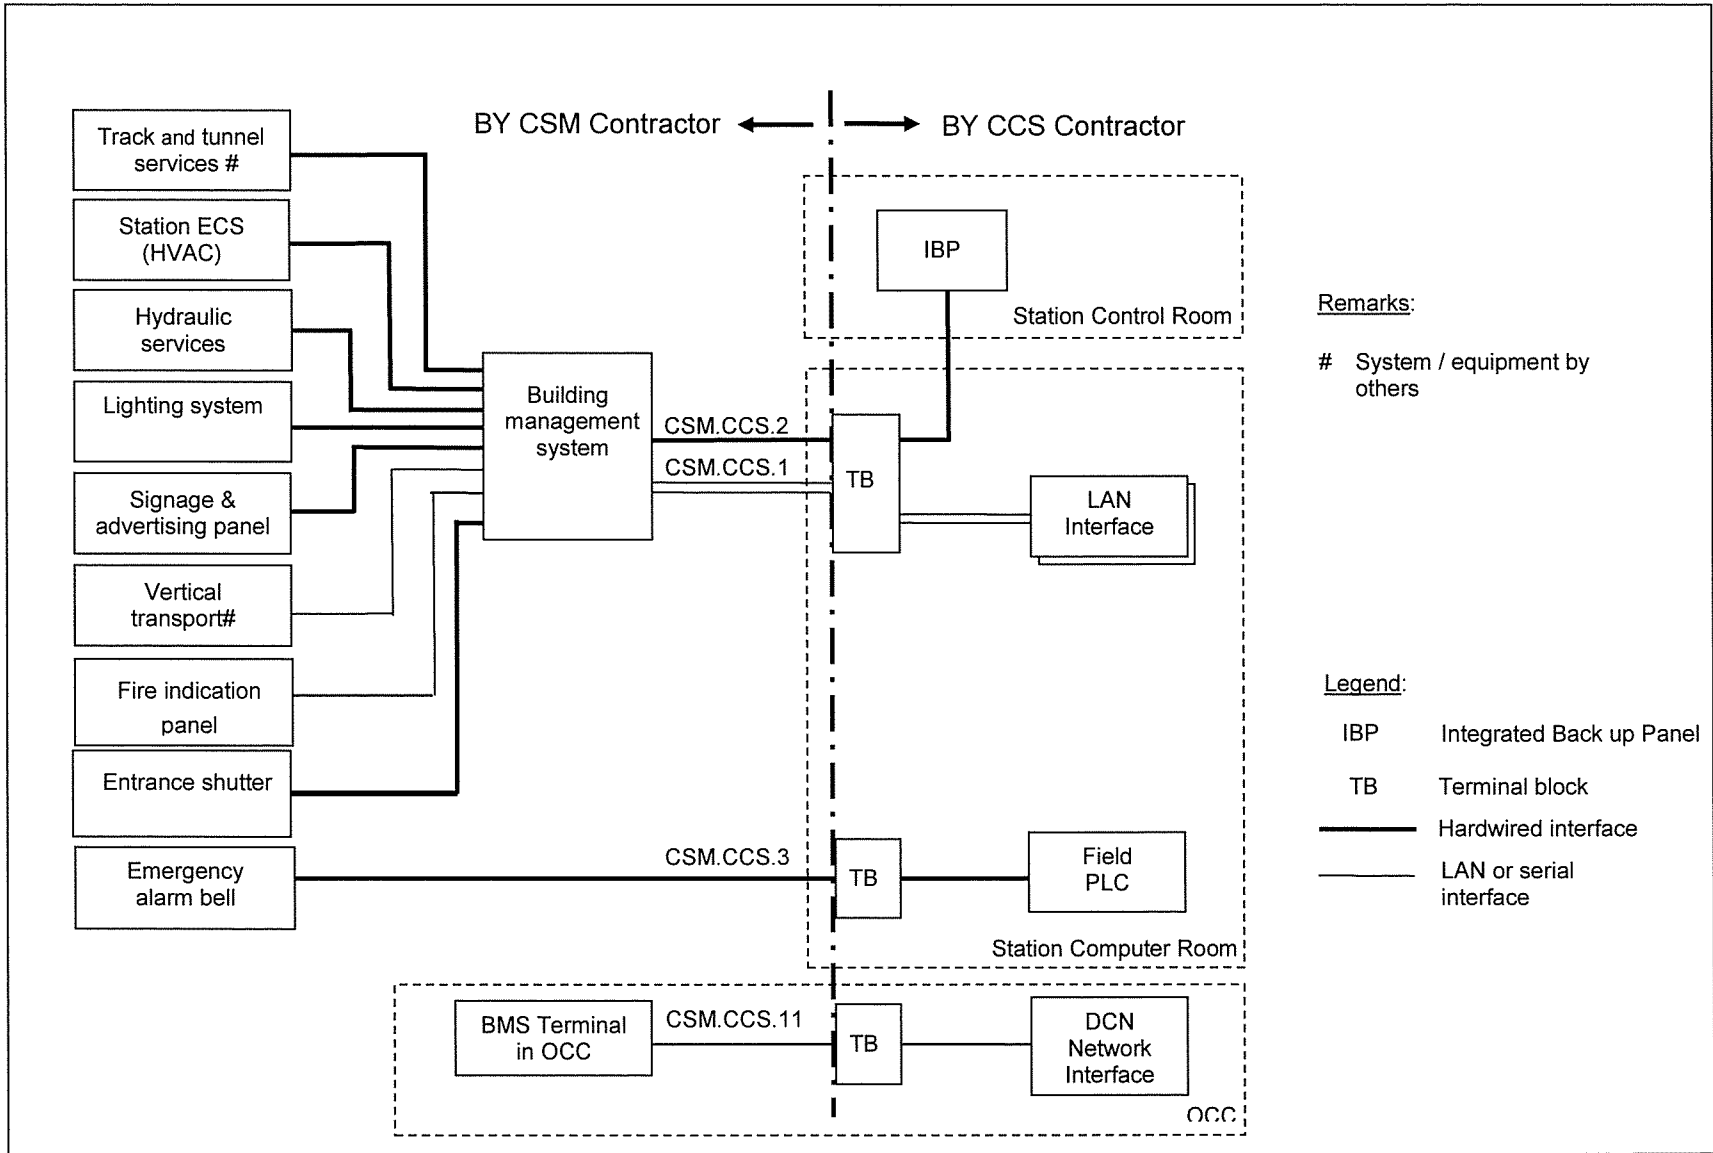 BY CSM Contractor
BY CCS Contractor
Track and tunnel
services #
Station ECS
(HVAC)
Hydraulic
services
Lighting system
Signage &
advertising panel
Vertical
transport#
Fire indication
panel
Entrance shutter
Emergency
alarm bell
Building
management
system
CSM.CCS.2
CSM.CCS.1
CSM.CCS.3
CSM.CCS.11
BMS Terminal
in OCC
IBP
Station Control Room
TB
LAN
Interface
TB
Field
PLC
Station Computer Room
TB
DCN
Network
Interface
OCC
Remarks:
# System / equipment by
others
Legend:
IBP Integrated Back up Panel
TB Terminal block
Hardwired interface
LAN or serial
interface